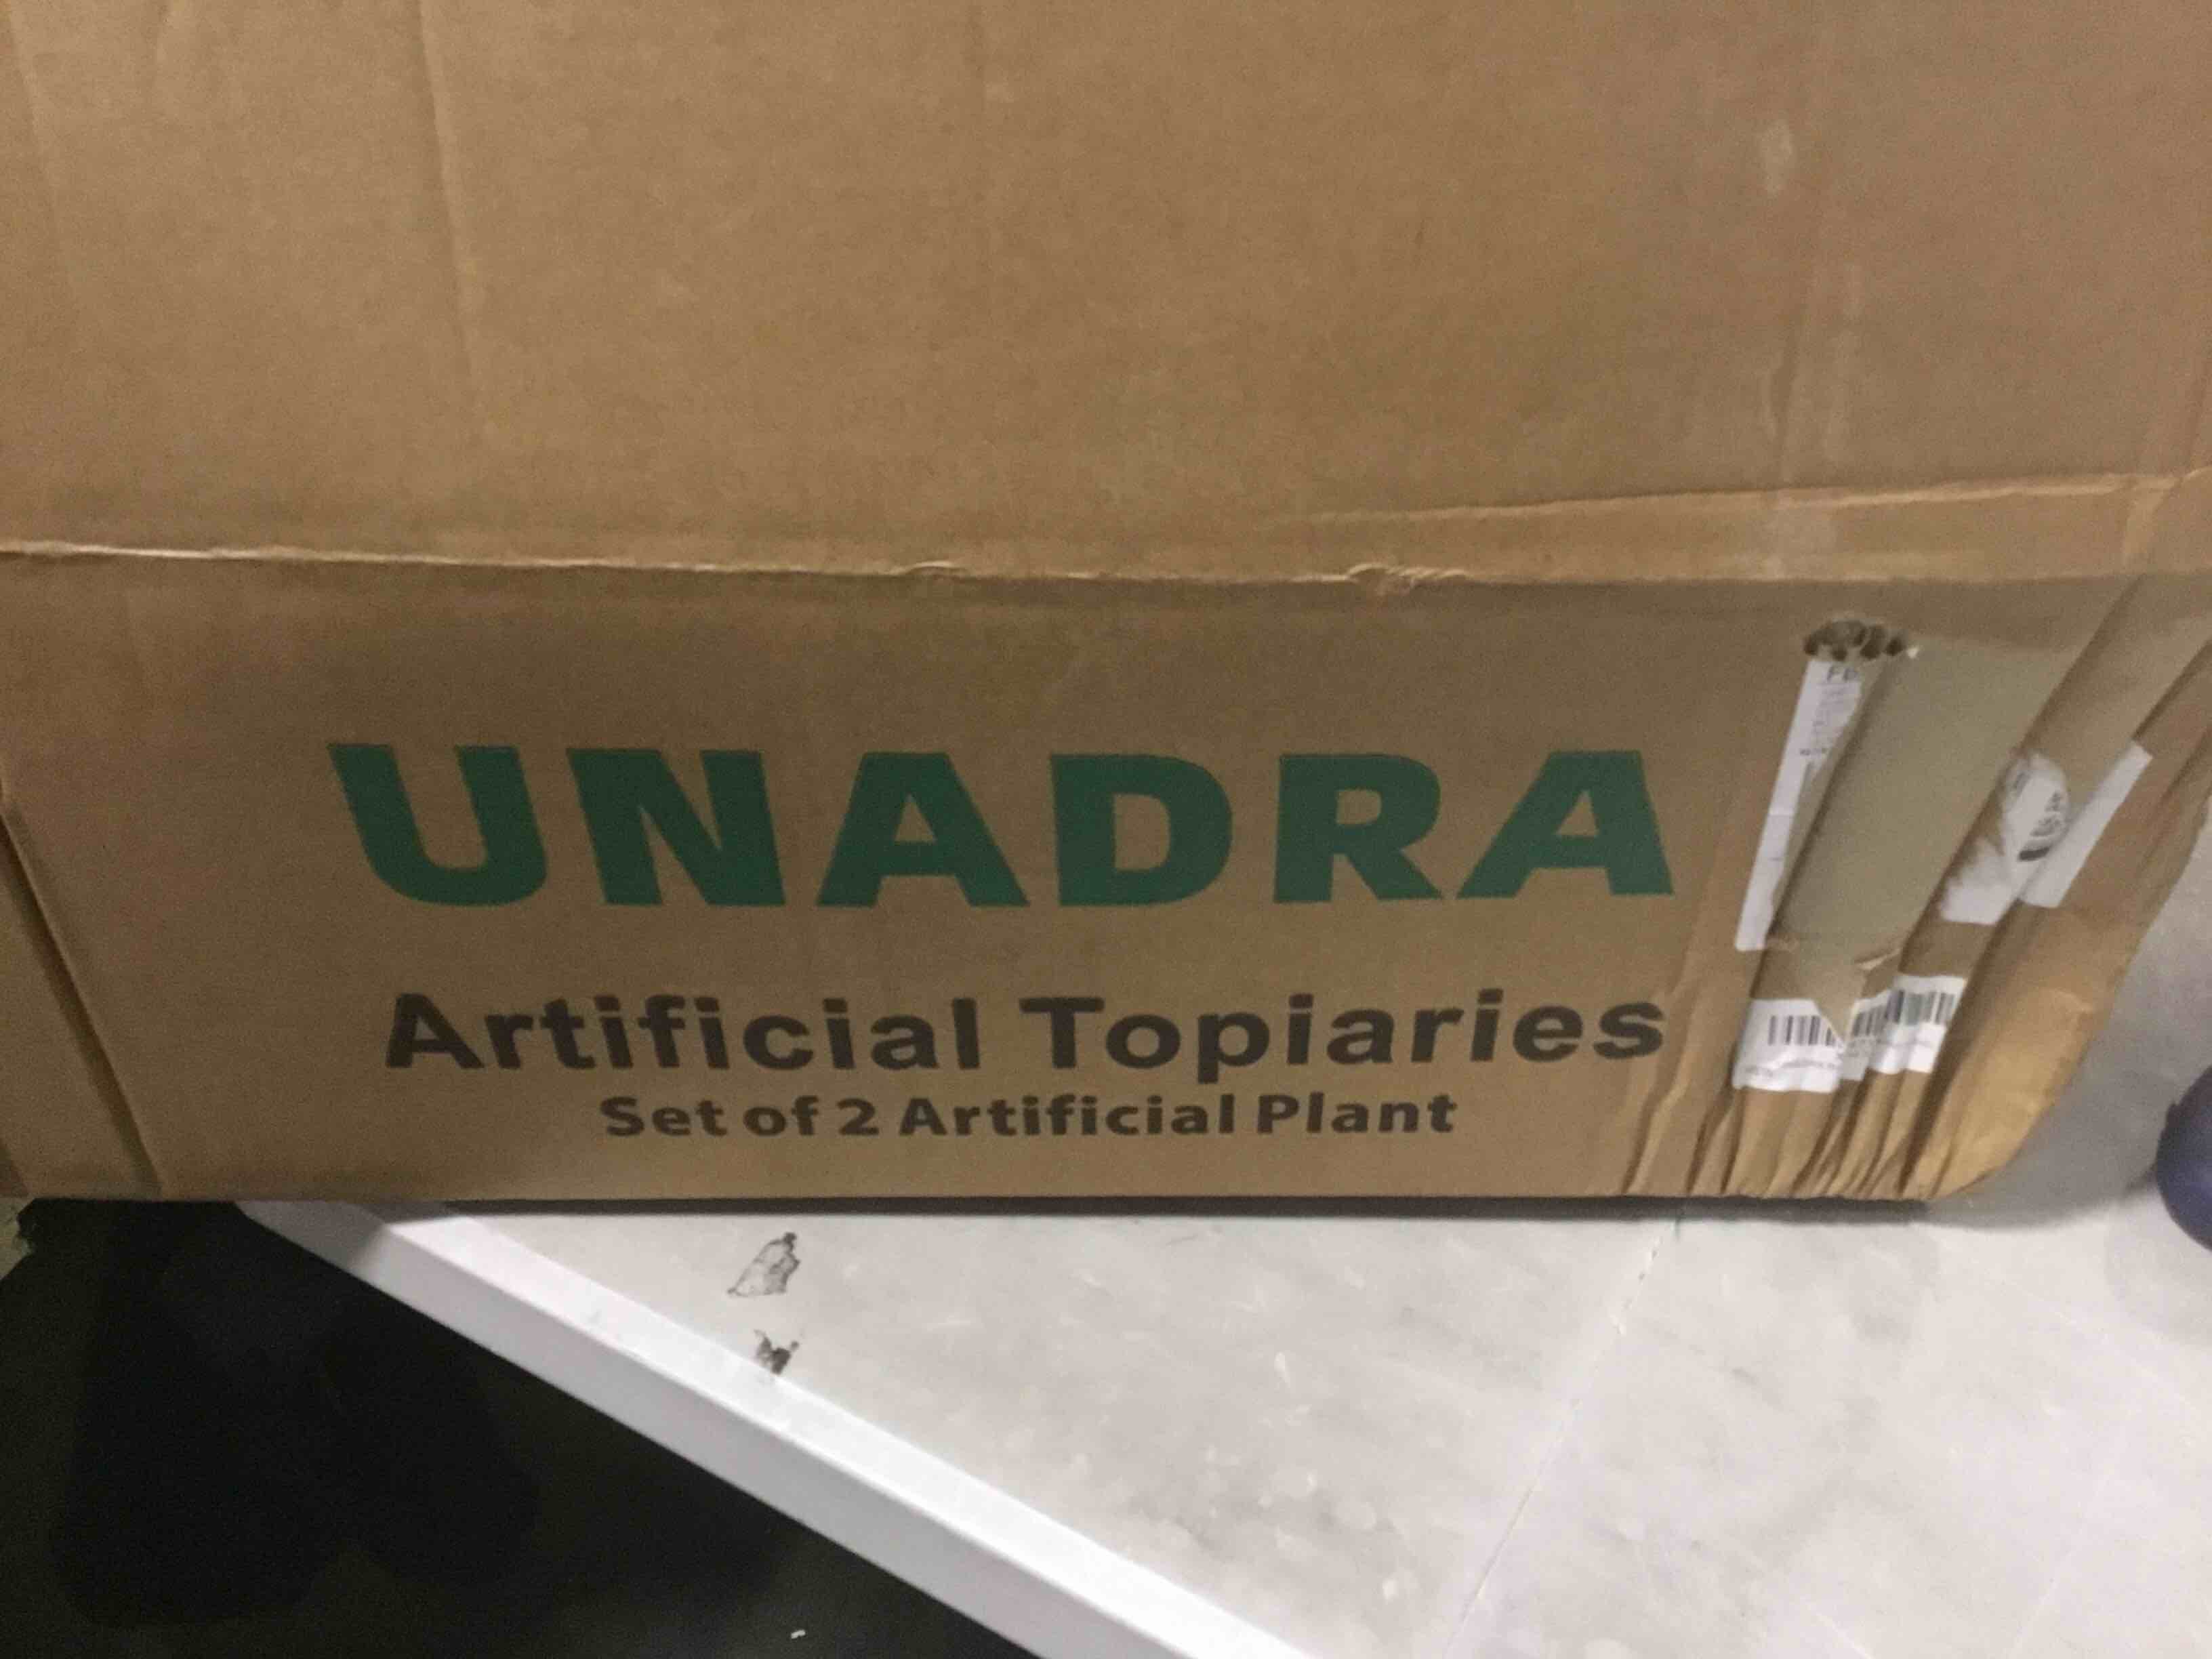 UNADRA
Artificial Topiaries
Set of 2 Artificial Plant